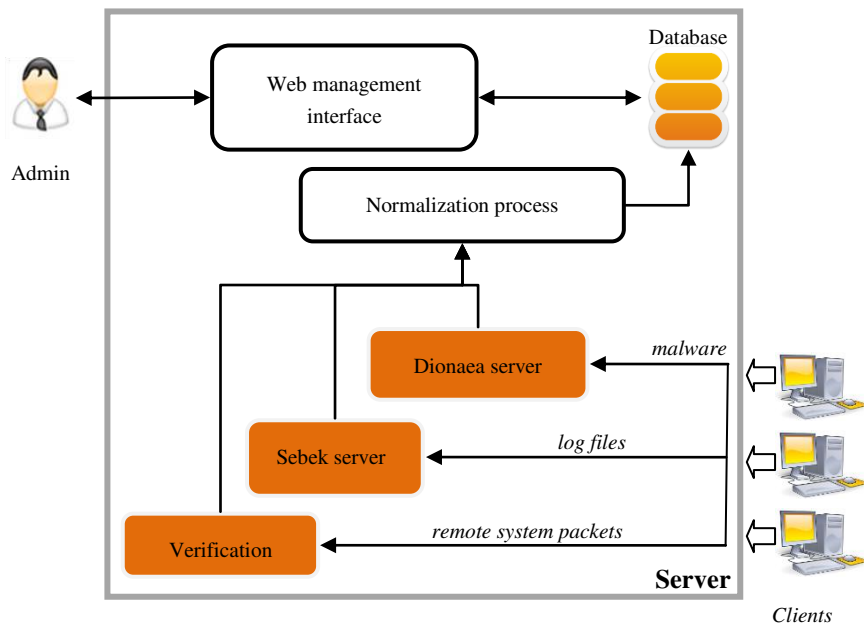 Database
Web management
interface
Admin
Normalization process
Dionaea server
malware
Sebek server
log files
Verification
remote system packets
Server
Clients